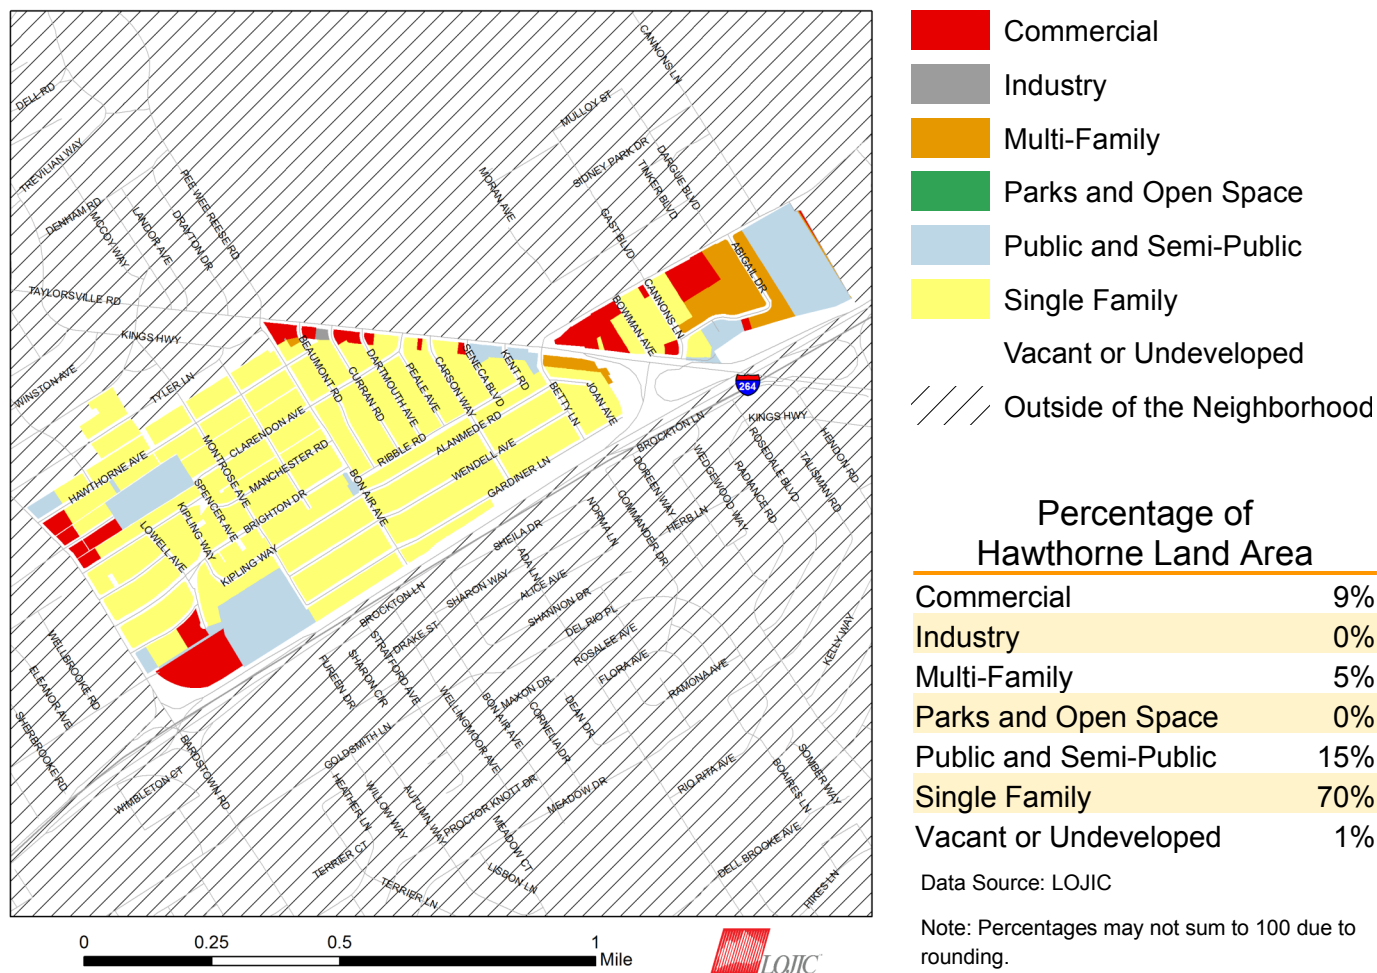 CANNONS LN
DELL RD
MULLOY ST
TREVILIAN WAY
PEE WEE REESE RD
MORAN AVE
SIDNEY PARK DR
DARGUE BLVD
TINKER BLVD
DENHAM RD
MCCOY WAY
LANDOR AVE
DRAYTON DR
GAST BLVD
ABIGAIL DR
TAYLORSVILLE RD
CANNONS LN
BOWMAN AVE
KINGS HWY
BEAUMONT RD
CURRAN RD
DARTMOUTH AVE
PEALE AVE
CARSON WAY
SENECA BLVD
KENT RD
BETTY LN
JOAN AVE
264
WINSTON AVE
TYLER LN
KINGS HWY
CLARENDON AVE
MONTROSE AVE
MANCHESTER RD
RIBBLE RD
ALANMEDE RD
WENDELL AVE
GARDINER LN
BROCKTON LN
ROSEDALE BLVD
TALISMAN RD
HENDON RD
HAWTHORNE AVE
SPENCER AVE
BRIGHTON DR
BON AIR AVE
DOREEN WAY
WEDGEWOOD WAY
RADIANCE RD
LOWELL AVE
KIPLING WAY
KIPLING WAY
SHEILA DR
NORMA LN
COMMANDER DR
HERB LN
BROCKTON LN
SHARON WAY
ADA LN
ALICE AVE
SHANNON DR
DEL RIO PL
ROSALEE AVE
FLORA AVE
RAMONA AVE
KELLY WAY
WELLBROOKE RD
ELEANOR AVE
SHERBROOKE RD
DRAKE ST
STRATFORD AVE
SHARON CIR
FUREEN DR
MAXON DR
BON AIR AVE
WELLINGMOOR AVE
CORNELIA DR
DEAN DR
GOLDSMITH LN
BARDSTOWN RD
WIMBLETON CT
HEATHER LN
WILLOW WAY
AUTUMN WAY
PROCTOR KNOTT DR
MEADOW DR
MEADOW CT
RIO RITA AVE
SOMBER WAY
BOAIRES LN
TERRIER CT
TERRIER LN
LISBON LN
DELL BROOKE AVE
HIKES LN
0 0.25 0.5 1
Mile
LOJIC
Commercial
Industry
Multi-Family
Parks and Open Space
Public and Semi-Public
Single Family
Vacant or Undeveloped
Outside of the Neighborhood
Percentage of
Hawthorne Land Area
Commercial 9%
Industry 0%
Multi-Family 5%
Parks and Open Space 0%
Public and Semi-Public 15%
Single Family 70%
Vacant or Undeveloped 1%
Data Source: LOJIC
Note: Percentages may not sum to 100 due to
rounding.